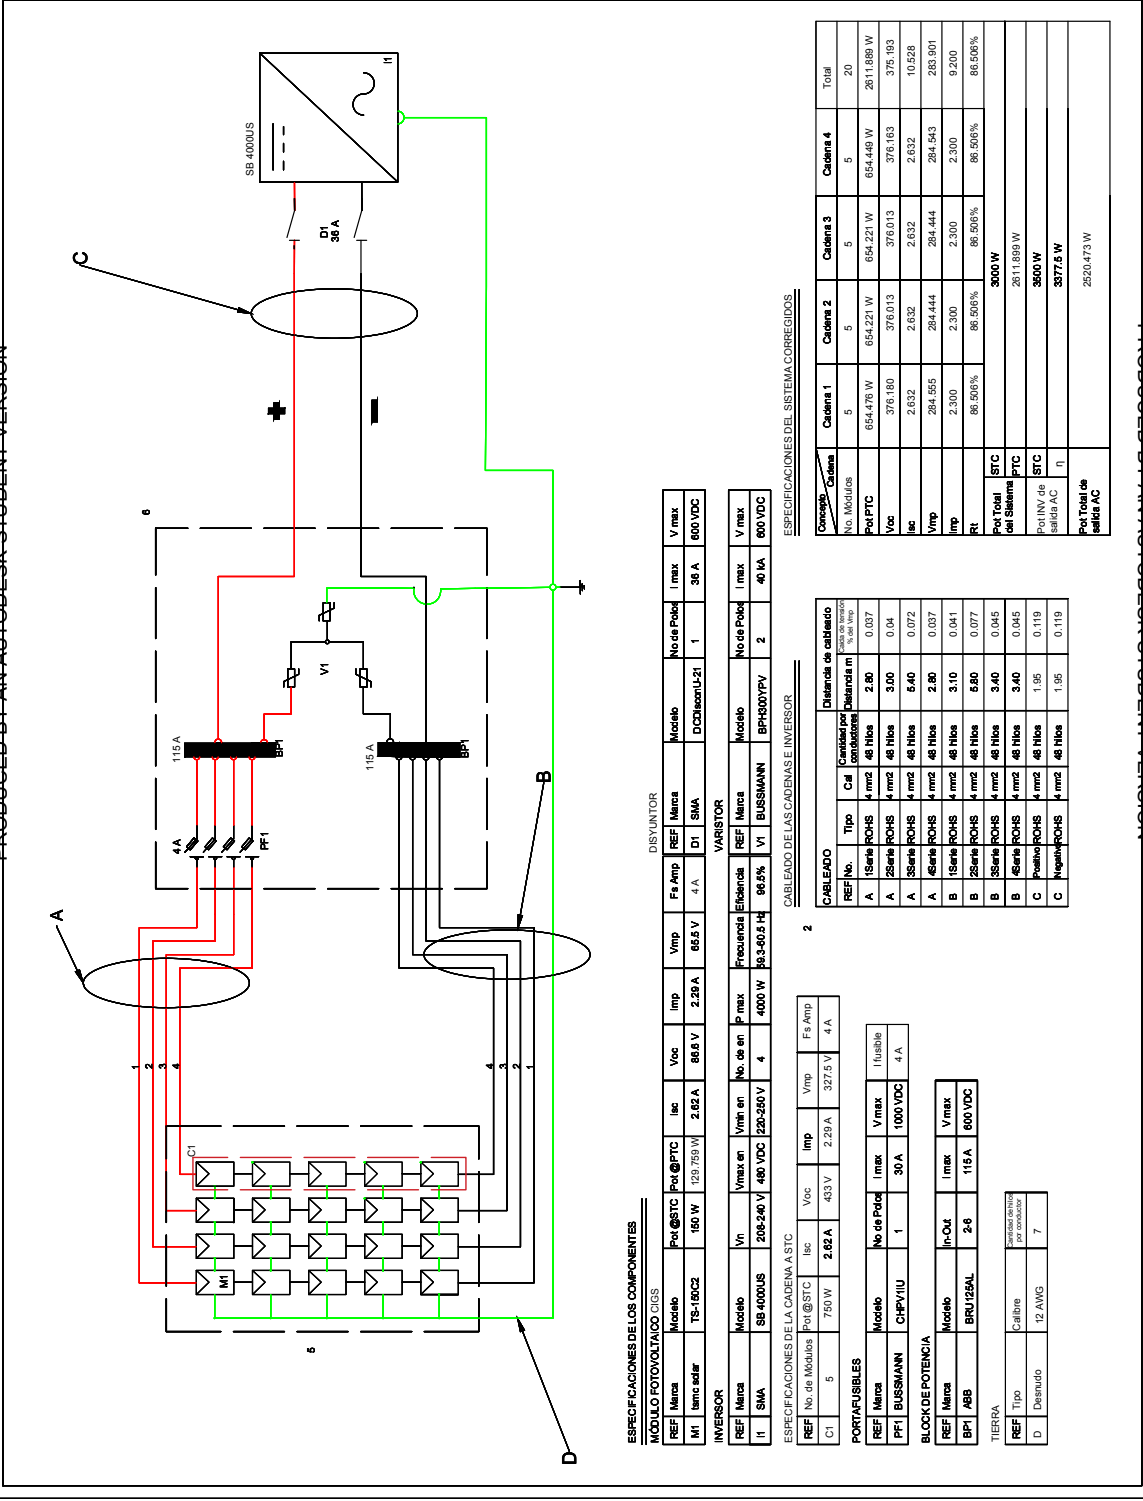 PRODUCED BY AN AUTODESK STUDENT VERSION
SB 4000US
I1
D1
36 A
C
6
115 A
BP1
115 A
BP1
V1
4 A
PF1
A
B
1
2
3
4
4
3
2
1
C1
M1
5
D
ESPECIFICACIONES DE LOS COMPONENTES
MÓDULO FOTOVOLTAICO CIGS
REF Marca Modelo Pot @STC Pot @PTC Isc Voc Imp Vmp Fs Amp
M1 tsmc solar TS-150C2 150 W 129.759 W 2.62 A 86.6 V 2.29 A 65.5 V 4 A
INVERSOR
REF Marca Modelo Vn Vmax en Vmin en No. de en P max Frecuencia Eficiencia
I1 SMA SB 4000US 208-240 V 480 VDC 220-250 V 4 4000 W 59.3-60.5 Hz 96.5%
ESPECIFICACIONES DE LA CADENA A STC
REF No. de Módulos Pot @STC Isc Voc Imp Vmp Fs Amp
C1 5 750 W 2.62 A 433 V 2.29 A 327.5 V 4 A
PORTAFUSIBLES
REF Marca Modelo No de Polos I max V max I fusible
PF1 BUSSMANN CHPV1IU 1 30 A 1000 VDC 4 A
BLOCK DE POTENCIA
REF Marca Modelo In-Out I max V max
BP1 ABB BRU125AL 2-6 115 A 600 VDC
TIERRA
REF Tipo Calibre Cantidad de hilos por conductor
D Desnudo 12 AWG 7
DISYUNTOR
REF Marca Modelo No de Polos I max V max
D1 SMA DCDisconU-21 1 36 A 600 VDC
VARISTOR
REF Marca Modelo No de Polos I max V max
V1 BUSSMANN BPH300YPV 2 40 kA 600 VDC
2
CABLEADO DE LAS CADENAS E INVERSOR
CABLEADO Distancia de cableado
REF No. Tipo Cal Cantidad por conductores Distancia m Caida de tensión % del Vmp
A 1Serie ROHS 4 mm2 48 hilos 2.80 0.037
A 2Serie ROHS 4 mm2 48 hilos 3.00 0.04
A 3Serie ROHS 4 mm2 48 hilos 5.40 0.072
A 4Serie ROHS 4 mm2 48 hilos 2.80 0.037
B 1Serie ROHS 4 mm2 48 hilos 3.10 0.041
B 2Serie ROHS 4 mm2 48 hilos 5.80 0.077
B 3Serie ROHS 4 mm2 48 hilos 3.40 0.045
B 4Serie ROHS 4 mm2 48 hilos 3.40 0.045
C Positivo ROHS 4 mm2 48 hilos 1.95 0.119
C Negativo ROHS 4 mm2 48 hilos 1.95 0.119
ESPECIFICACIONES DEL SISTEMA CORREGIDOS
Concepto Cadena Cadena 1 Cadena 2 Cadena 3 Cadena 4 Total
No. Módulos 5 5 5 5 20
Pot PTC 654.476 W 654.221 W 654.221 W 654.449 W 2611.889 W
Voc 376.180 376.013 376.013 376.163 375.193
Isc 2.632 2.632 2.632 2.632 10.528
Vmp 284.555 284.444 284.444 284.543 283.901
Imp 2.300 2.300 2.300 2.300 9.200
Rt 86.506% 86.506% 86.506% 86.506% 86.506%
Pot Total del Sistema STC 3000 W
PTC 2611.899 W
Pot INV de salida AC STC 3500 W
η 3377.5 W
Pot Total de salida AC 2520.473 W
PRODUCED BY AN AUTODESK STUDENT VERSION